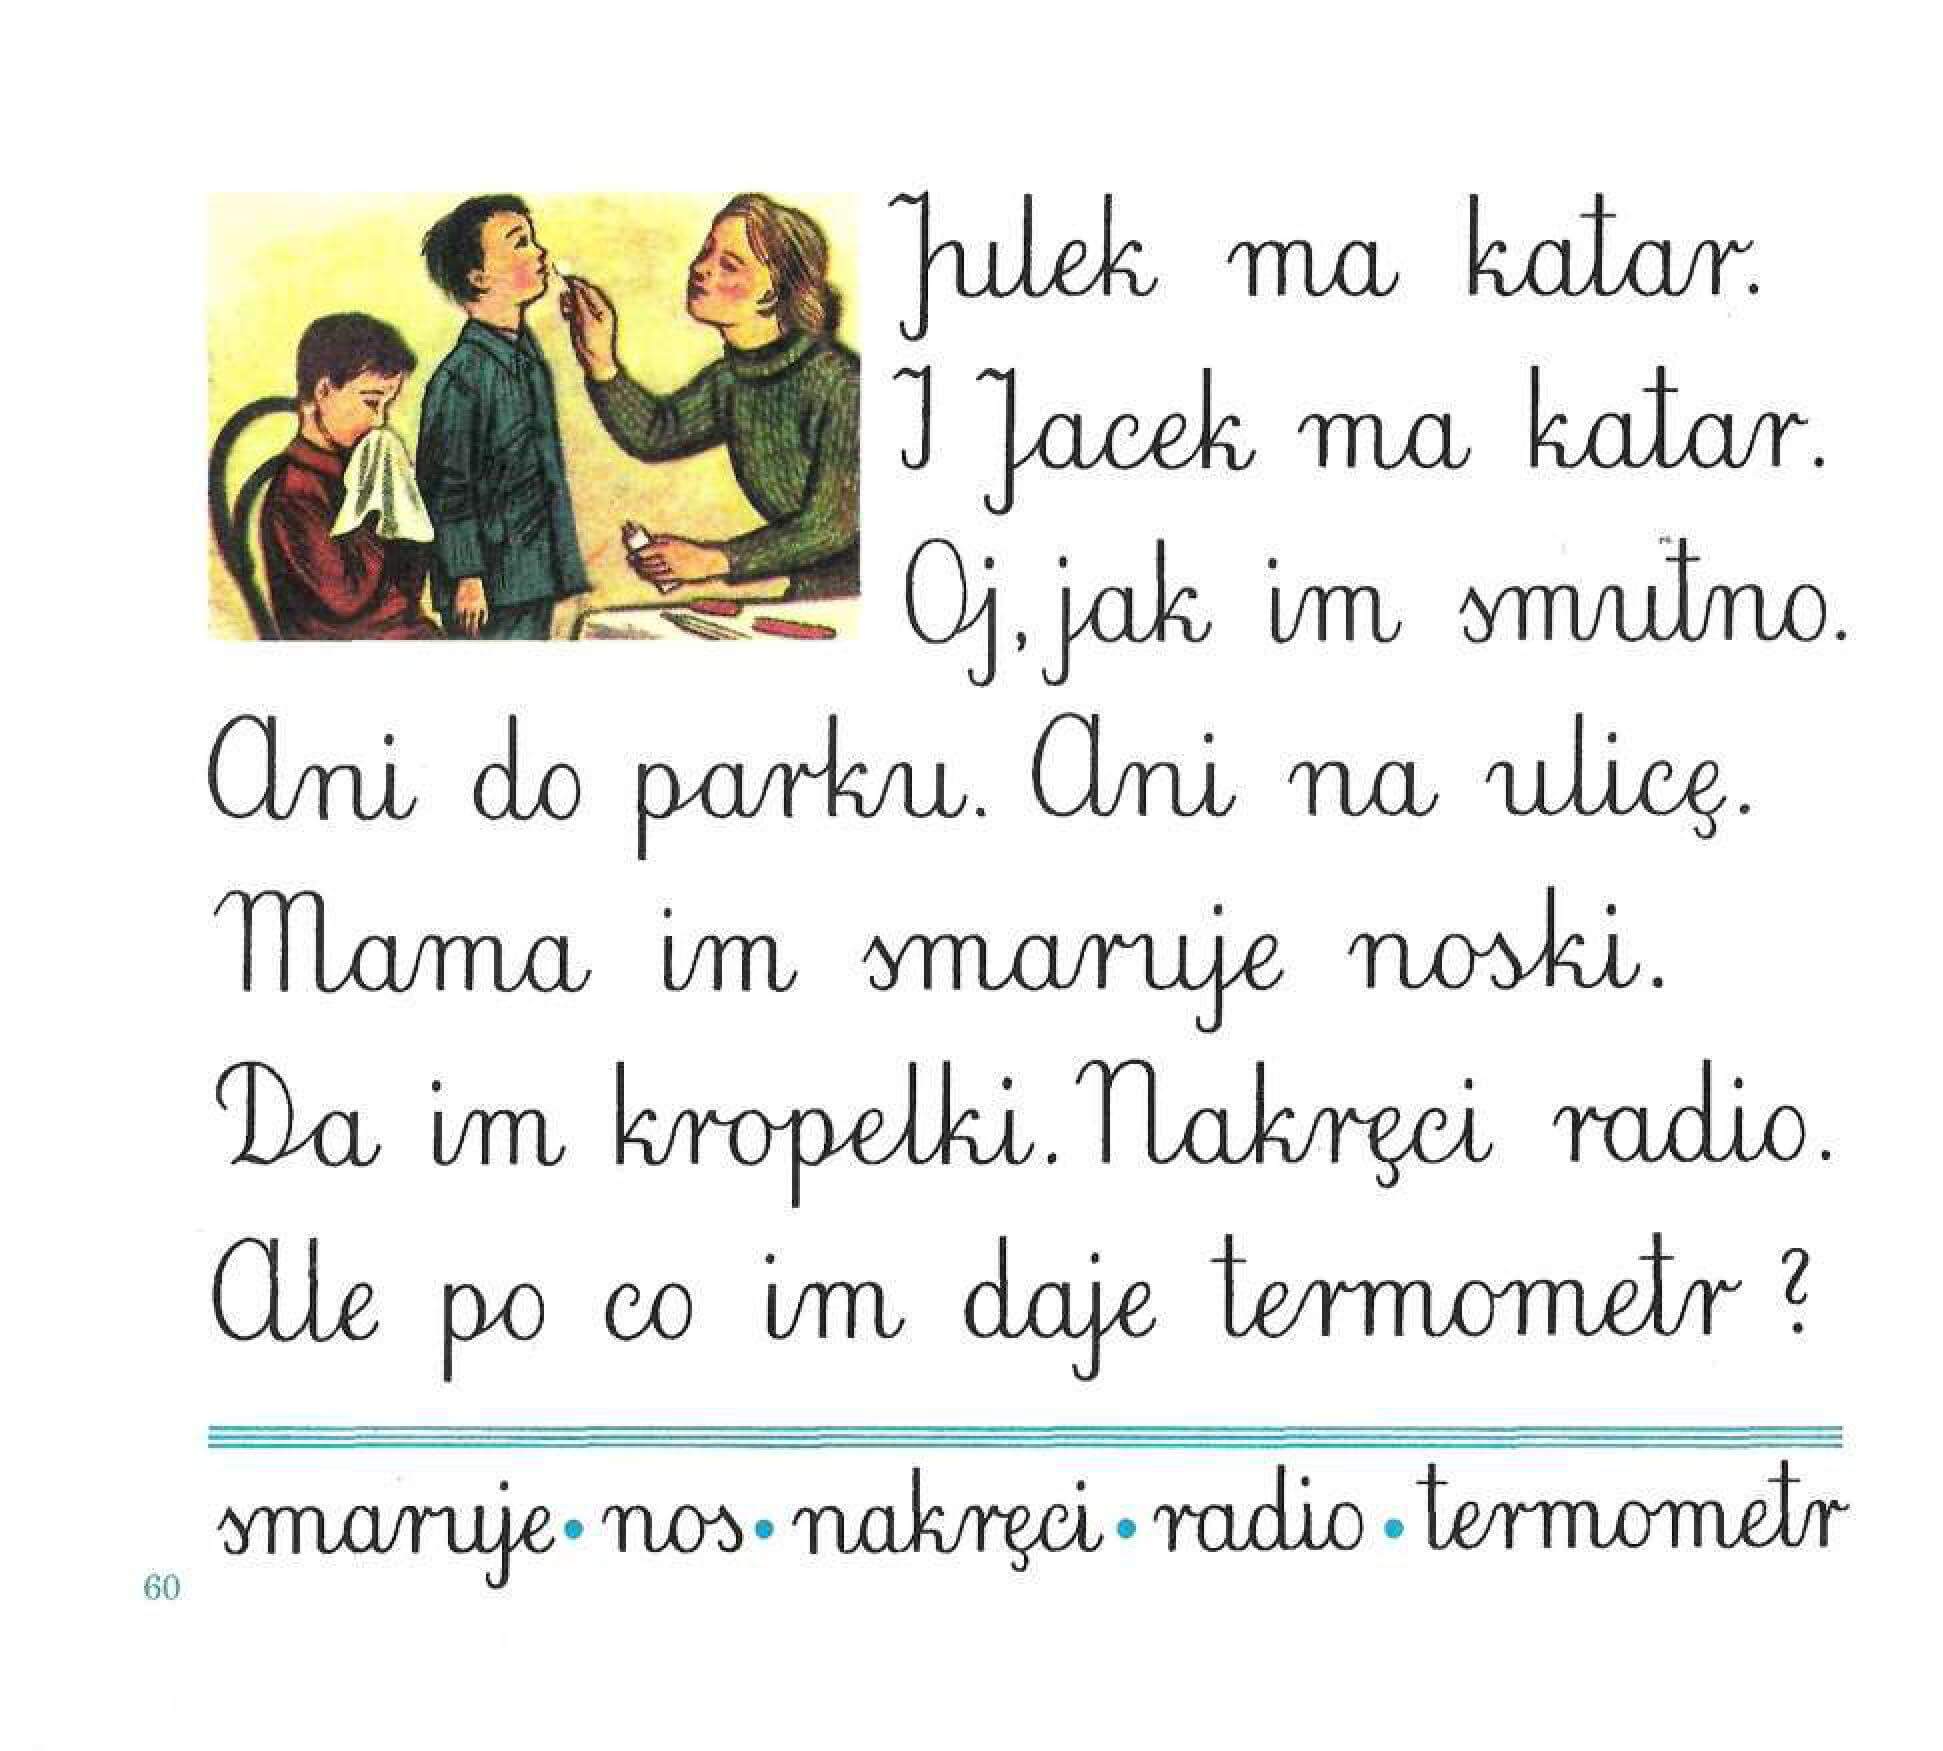 Julek ma katar.
I Jacek ma katar.
Oj, jak im smutno.
Ani do parku. Ani na ulicę.
Mama im smaruje noski.
Da im kropelki. Nakręci radio.
Ale po co im daje termometr ?
smaruje • nos • nakręci • radio • termometr
60